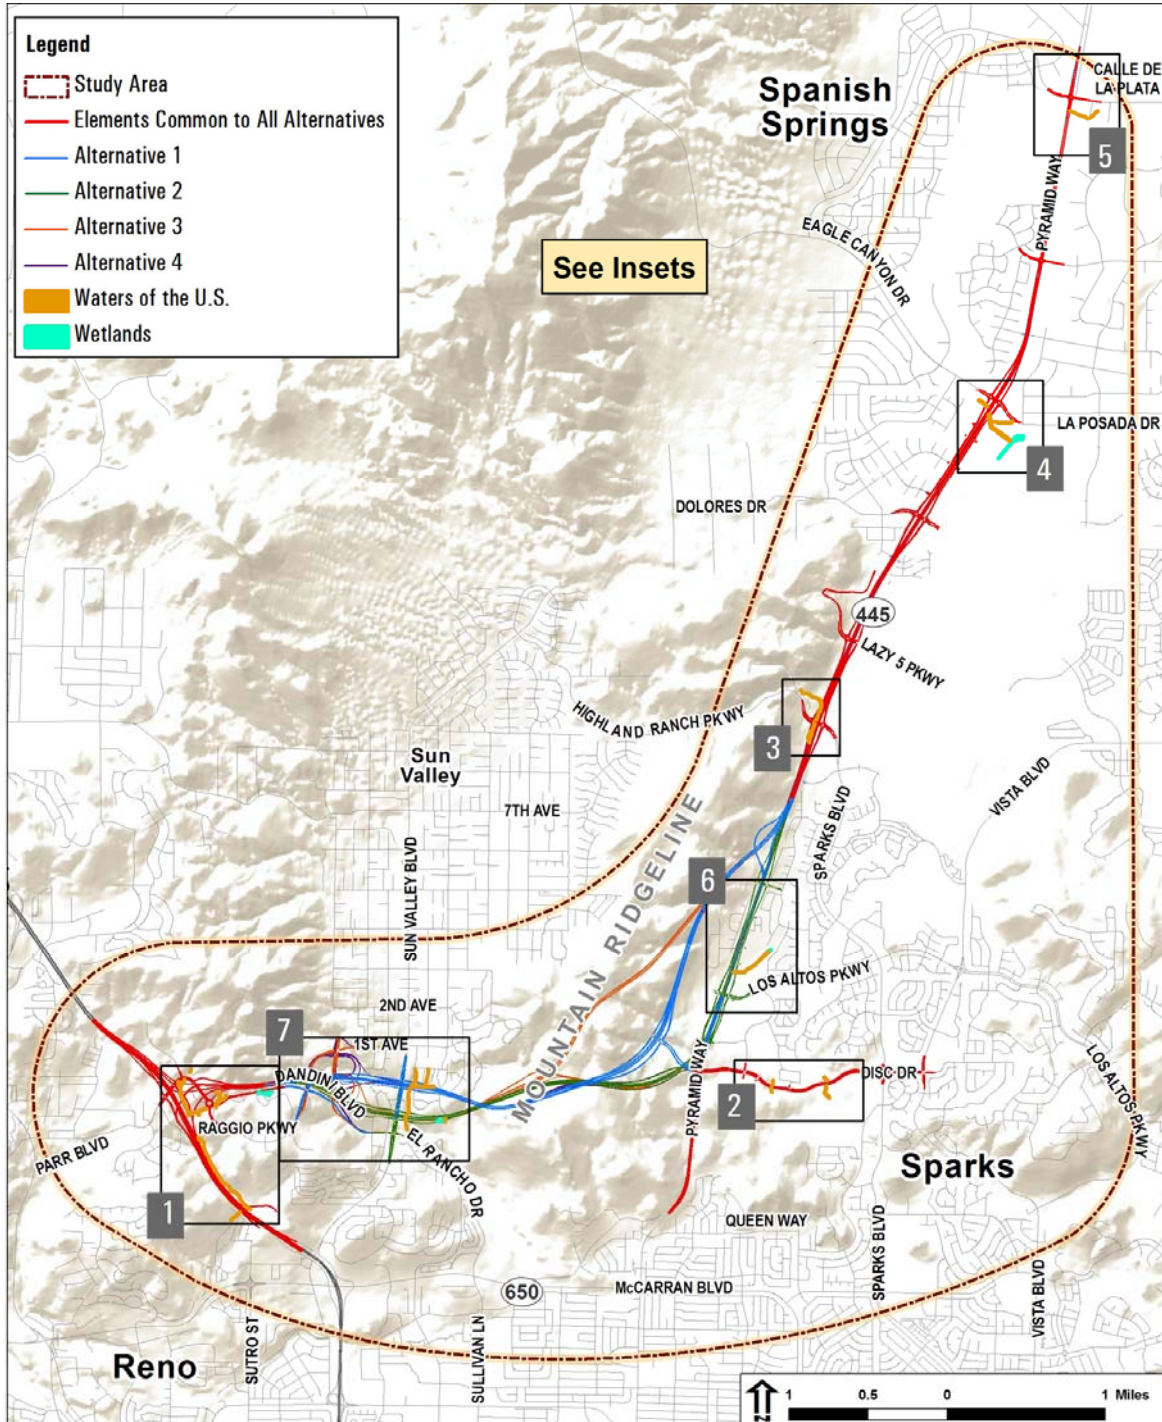 Legend
Study Area
Elements Common to All Alternatives
Alternative 1
Alternative 2
Alternative 3
Alternative 4
Waters of the U.S.
Wetlands
Spanish
Springs
CALLE DE
LA PLATA
5
PYRAMID WAY
EAGLE CANYON DR
See Insets
LA POSADA DR
4
DOLORES DR
445
LAZY 5 PKWY
HIGHLAND RANCH PKWY
3
Sun
Valley
7TH AVE
VISTA BLVD
SPARKS BLVD
MOUNTAIN RIDGELINE
SUN VALLEY BLVD
6
LOS ALTOS PKWY
2ND AVE
7
1ST AVE
DANDINI BLVD
PYRAMID WAY
DISC DR
2
LOS ALTOS PKWY
RAGGIO PKWY
PARR BLVD
EL RANCHO DR
1
Sparks
QUEEN WAY
SPARKS BLVD
McCARRAN BLVD
650
VISTA BLVD
SUTRO ST
SULLIVAN LN
Reno
N
1
0.5
0
1 Miles